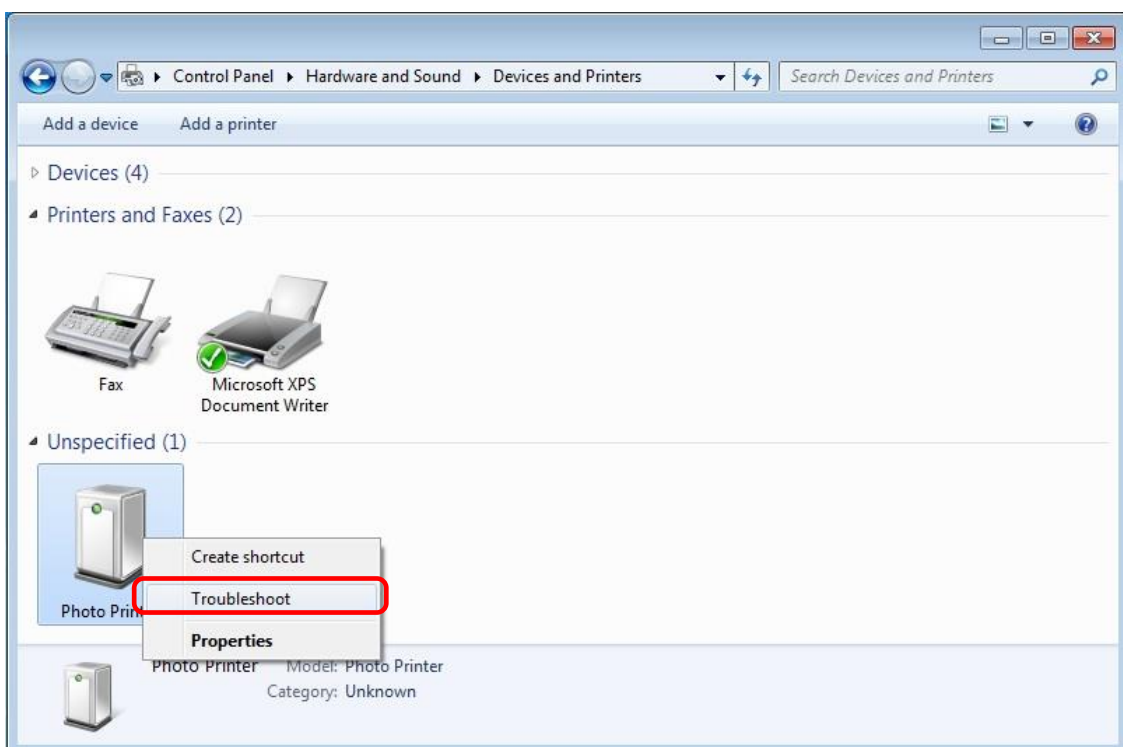 Control Panel Hardware and Sound Devices and Printers
Search Devices and Printers
Add a device Add a printer
Devices (4)
Printers and Faxes (2)
Fax
Microsoft XPS
Document Writer
Unspecified (1)
Create shortcut
Troubleshoot
Properties
Photo Prin
Photo Printer Model: Photo Printer
Category: Unknown